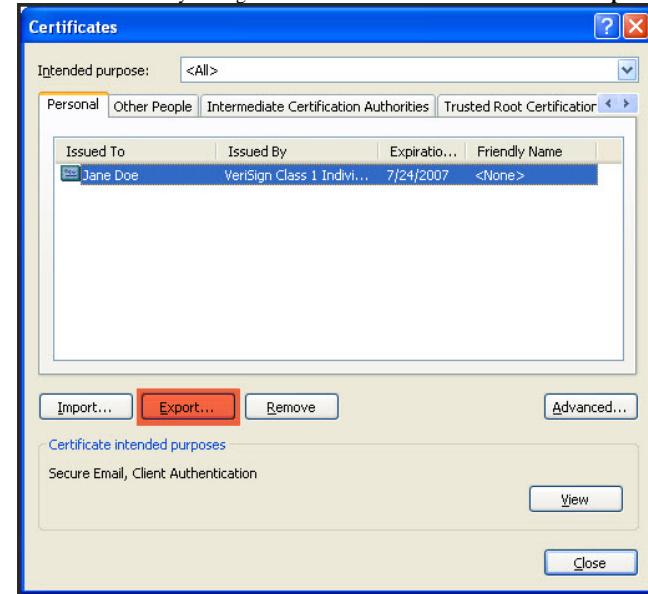 Certificates
Intended purpose: <All>
Personal Other People Intermediate Certification Authorities Trusted Root Certification
Issued To Issued By Expiratio... Friendly Name
Jane Doe VeriSign Class 1 Indivi... 7/24/2007 <None>
Import... Export... Remove Advanced...
Certificate intended purposes
Secure Email, Client Authentication
View
Close